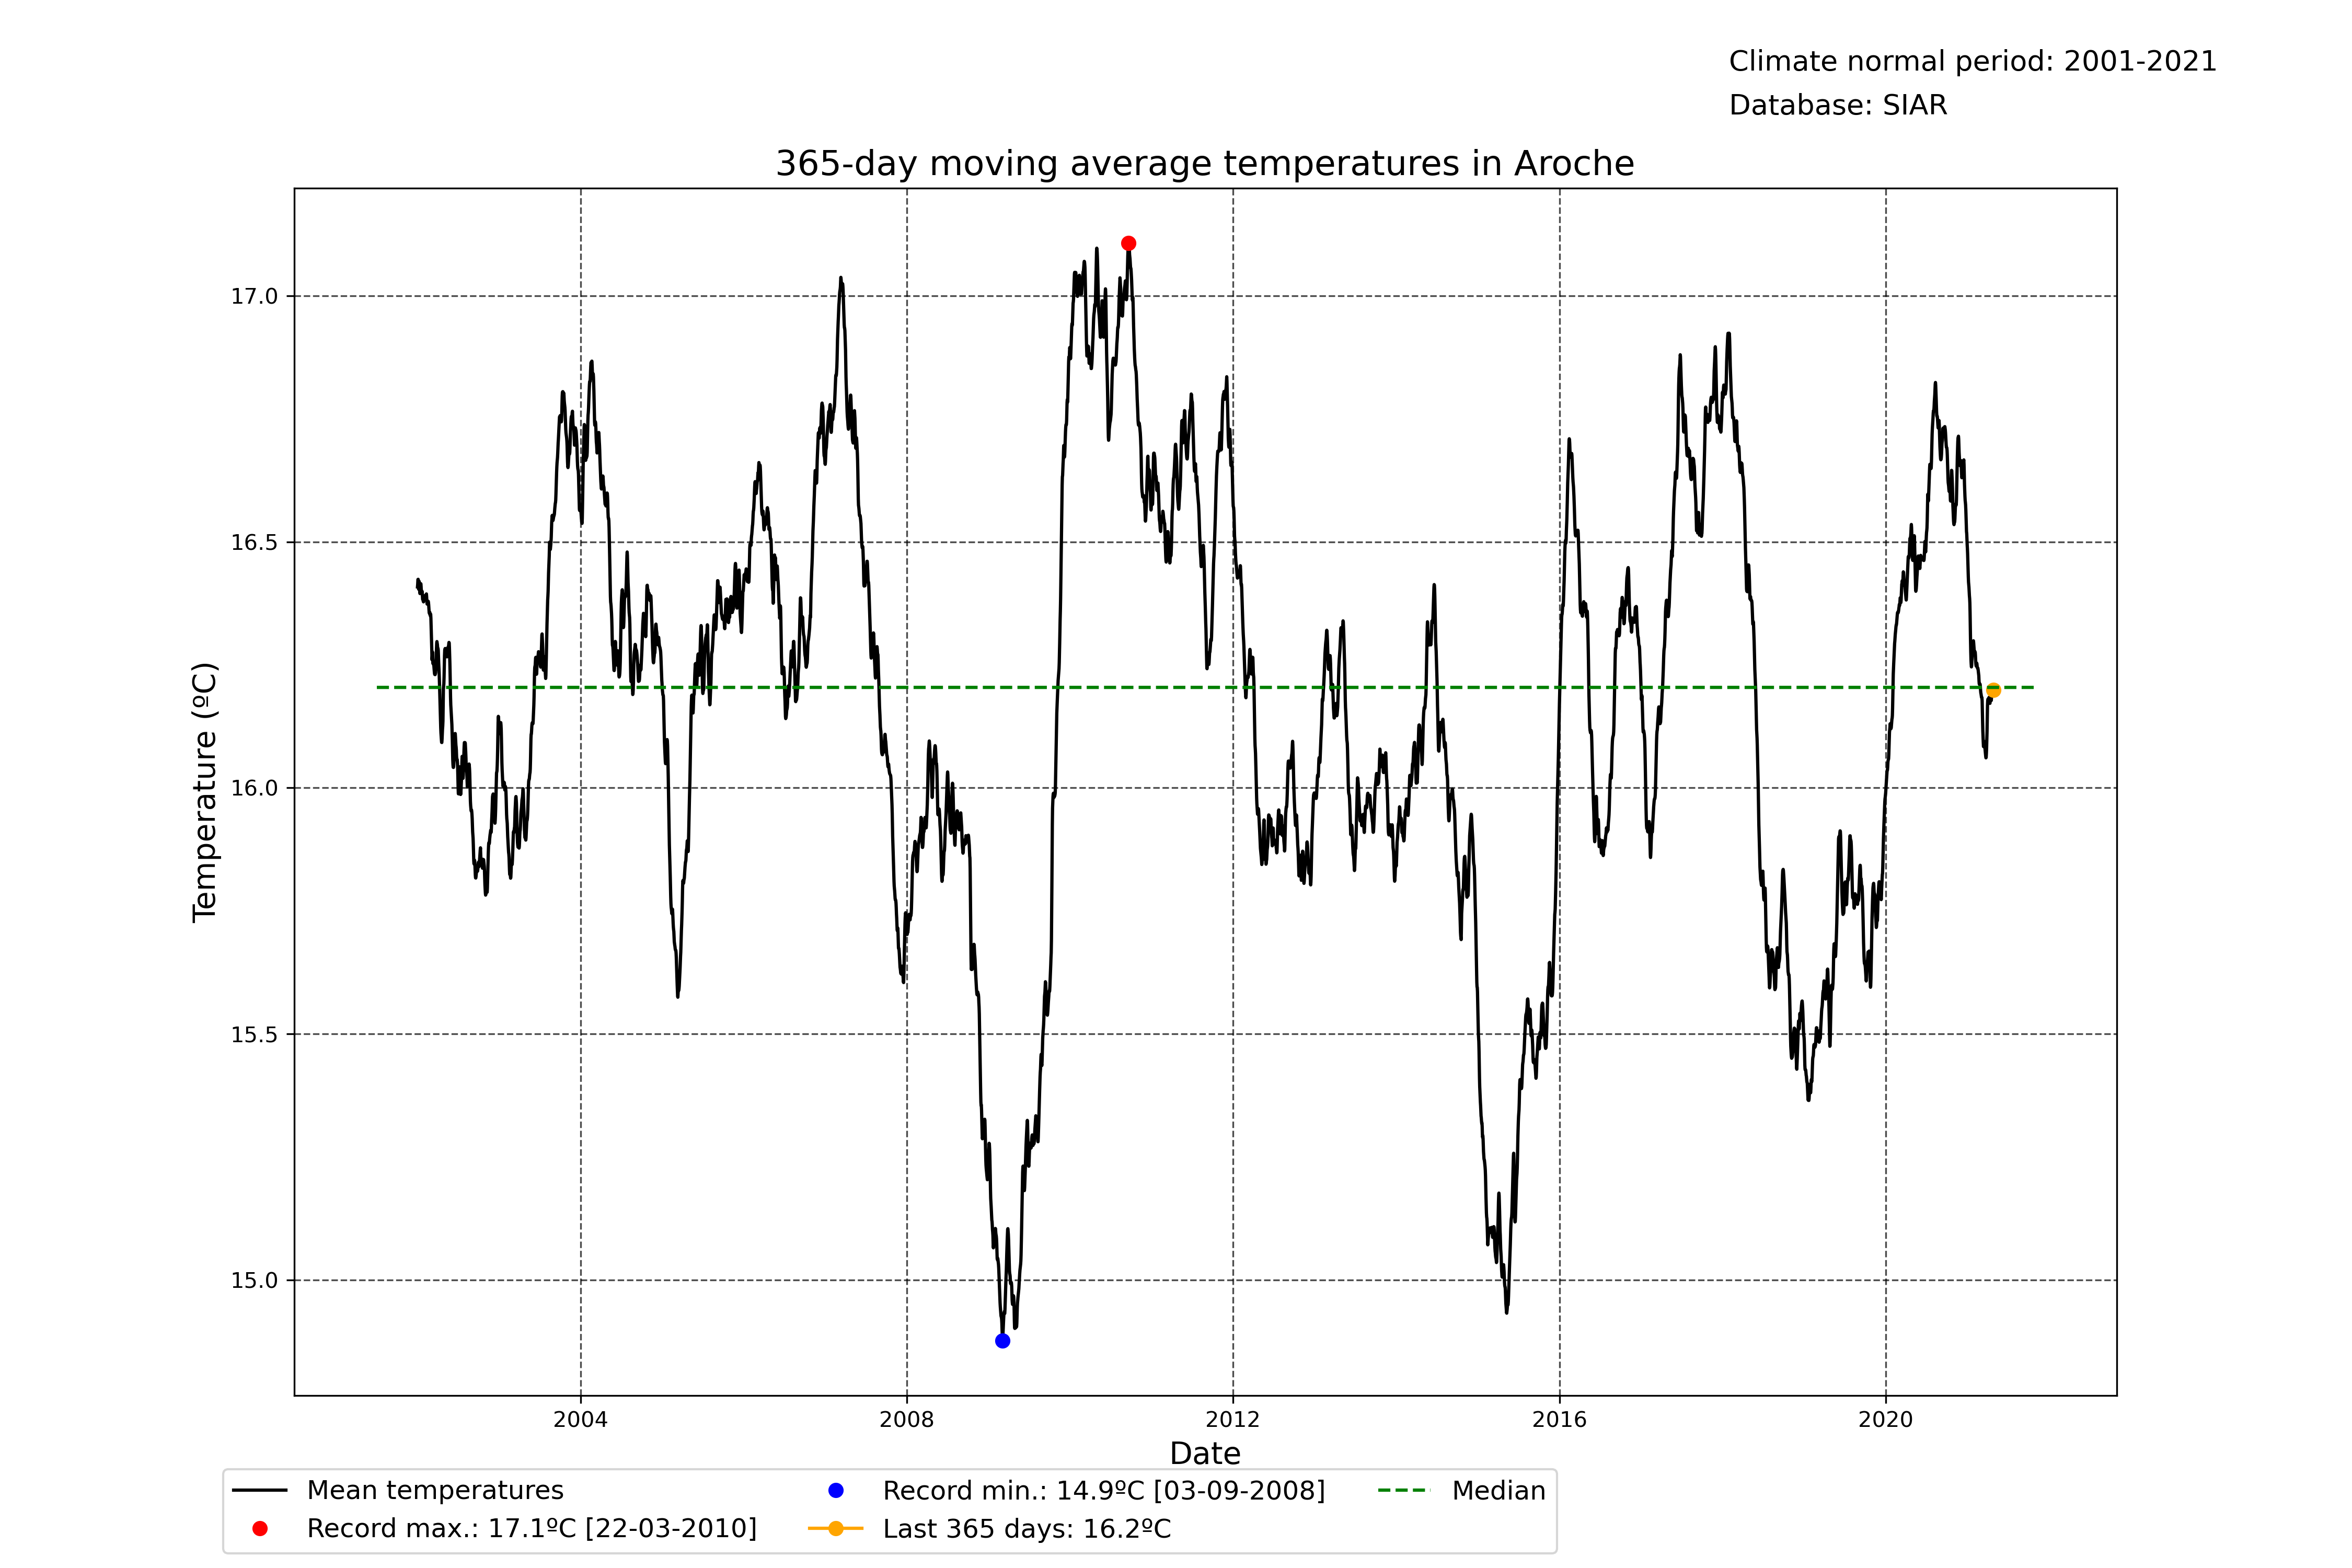 Climate normal period: 2001-2021
Database: SIAR
365-day moving average temperatures in Aroche
17.0
16.5
16.0
15.5
15.0
Temperature (ºC)
2004 2008 2012 2016 2020
Date
Mean temperatures
Record max.: 17.1ºC [22-03-2010]
Record min.: 14.9ºC [03-09-2008]
Last 365 days: 16.2ºC
Median